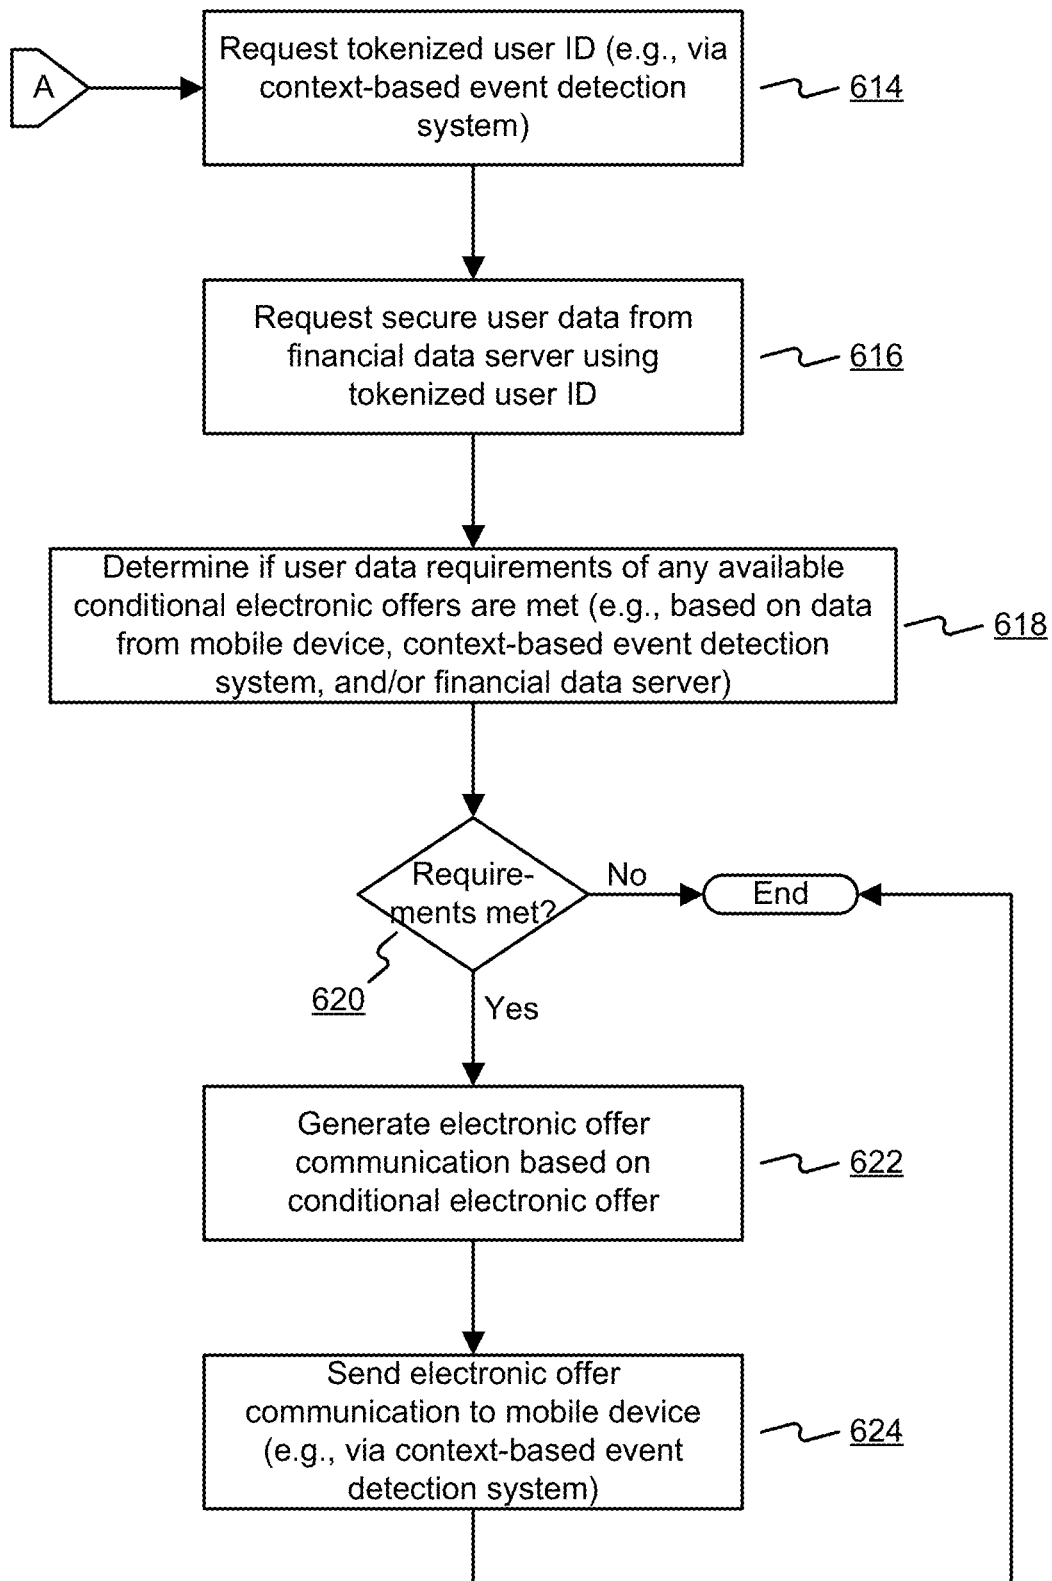 A
Request tokenized user ID (e.g., via
context-based event detection
system)
614
Request secure user data from
financial data server using
tokenized user ID
616
Determine if user data requirements of any available
conditional electronic offers are met (e.g., based on data
from mobile device, context-based event detection
system, and/or financial data server)
618
Require-
ments met?
No
End
620
Yes
Generate electronic offer
communication based on
conditional electronic offer
622
Send electronic offer
communication to mobile device
(e.g., via context-based event
detection system)
624